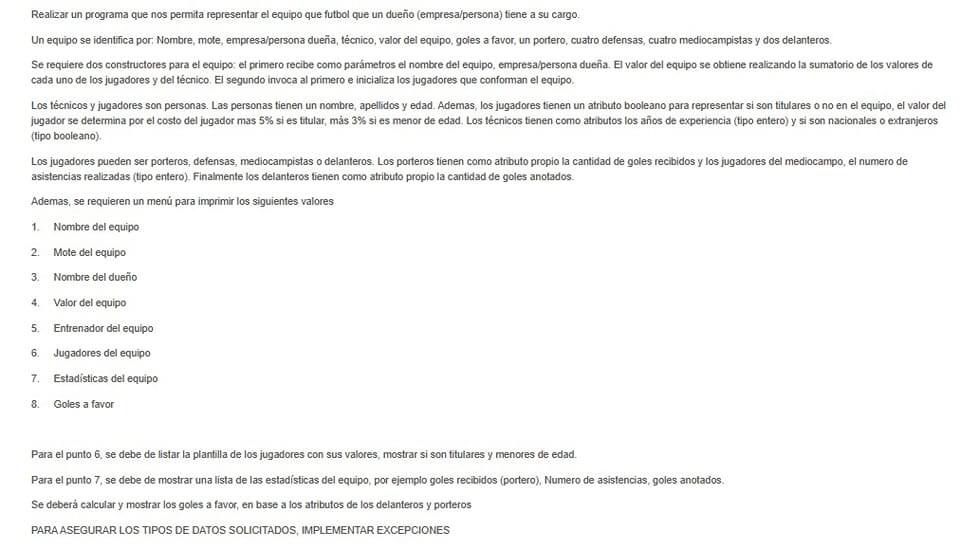 Realizar un programa que nos permita representar el equipo que futbol que un dueño (empresa/persona) tiene a su cargo.
Un equipo se identifica por: Nombre, mote, empresa/persona dueña, técnico, valor del equipo, goles a favor, un portero, cuatro defensas, cuatro mediocampistas y dos delanteros.
Se requiere dos constructores para el equipo: el primero recibe como parámetros el nombre del equipo, empresa/persona dueña. El valor del equipo se obtiene realizando la sumatorio de los valores de
cada uno de los jugadores y del técnico. El segundo invoca al primero e inicializa los jugadores que conforman el equipo.
Los técnicos y jugadores son personas. Las personas tienen un nombre, apellidos y edad. Ademas, los jugadores tienen un atributo booleano para representar si son titulares o no en el equipo, el valor del
jugador se determina por el costo del jugador mas 5% si es titular, más 3% si es menor de edad. Los técnicos tienen como atributos los años de experiencia (tipo entero) y si son nacionales o extranjeros
(tipo booleano).
Los jugadores pueden ser porteros, defensas, mediocampistas o delanteros. Los porteros tienen como atributo propio la cantidad de goles recibidos y los jugadores del mediocampo, el numero de
asistencias realizadas (tipo entero). Finalmente los delanteros tienen como atributo propio la cantidad de goles anotados.
Ademas, se requieren un menú para imprimir los siguientes valores
1. Nombre del equipo
2. Mote del equipo
3. Nombre del dueño
4. Valor del equipo
5. Entrenador del equipo
6. Jugadores del equipo
7. Estadísticas del equipo
8. Goles a favor
Para el punto 6, se debe de listar la plantilla de los jugadores con sus valores, mostrar si son titulares y menores de edad.
Para el punto 7, se debe de mostrar una lista de las estadísticas del equipo, por ejemplo goles recibidos (portero), Numero de asistencias, goles anotados.
Se deberá calcular y mostrar los goles a favor, en base a los atributos de los delanteros y porteros
PARA ASEGURAR LOS TIPOS DE DATOS SOLICITADOS, IMPLEMENTAR EXCEPCIONES